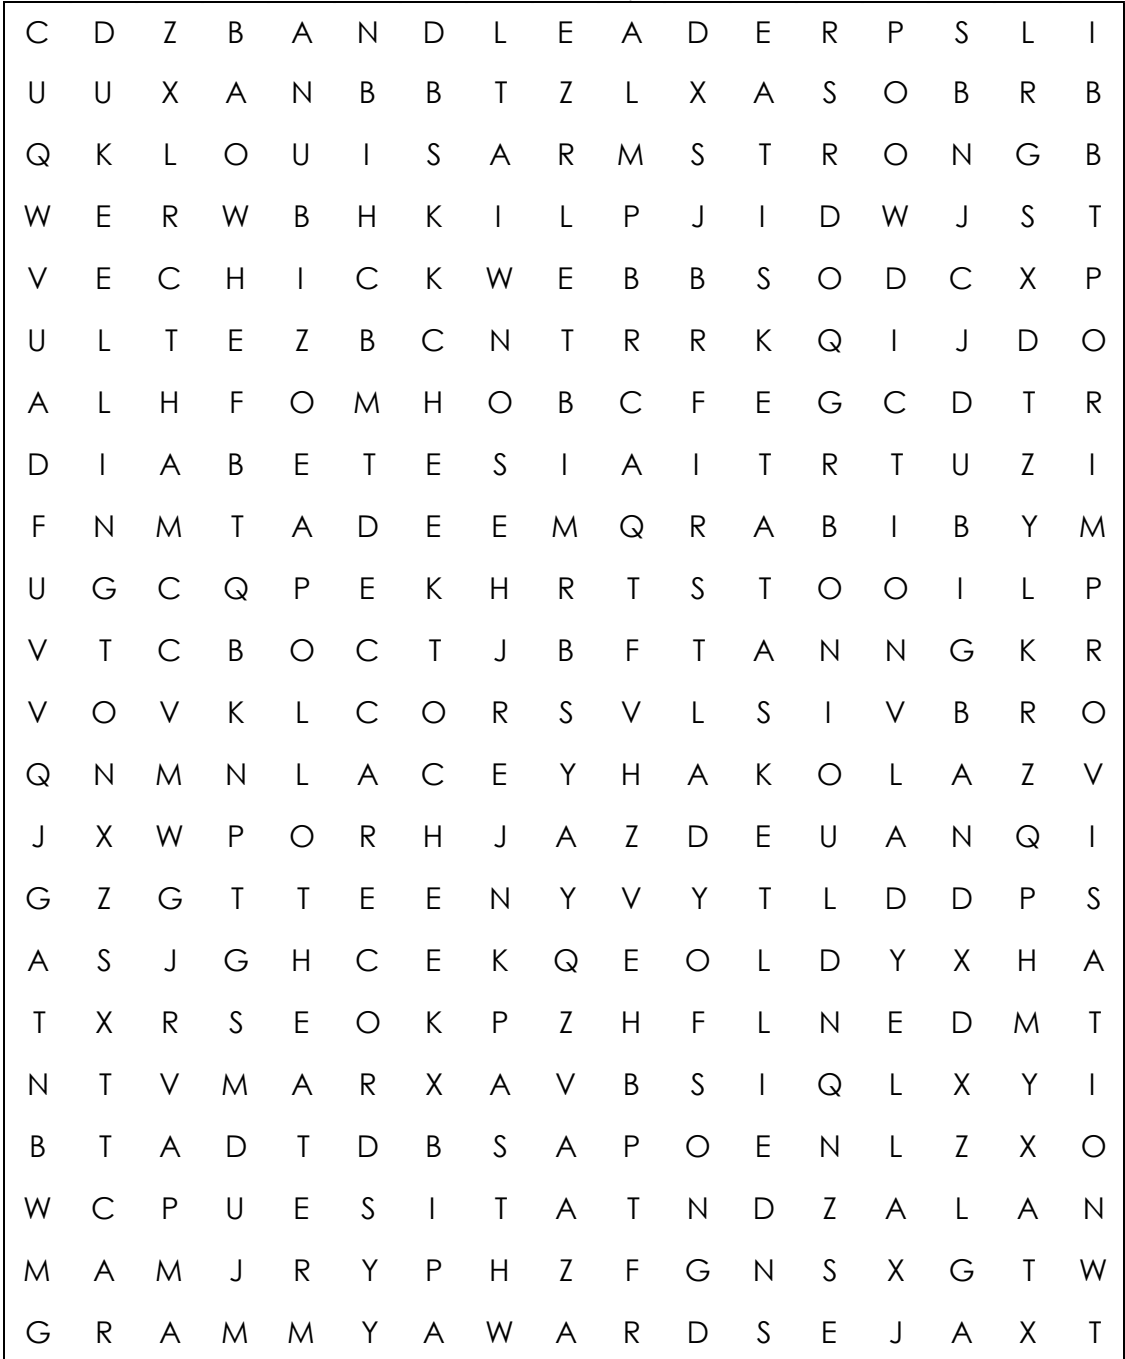 C D Z B A N D L E A D E R P S L I
U U X A N B B T Z L X A S O B R B
Q K L O U I S A R M S T R O N G B
W E R W B H K I L P J I D W J S T
V E C H I C K W E B B S O D C X P
U L T E Z B C N T R R K Q I J D O
A L H F O M H O B C F E G C D T R
D I A B E T E S I A I T R T U Z I
F N M T A D E E M Q R A B I B Y M
U G C Q P E K H R T S T O O I L P
V T C B O C T J B F T A N N G K R
V O V K L C O R S V L S I V B R O
Q N M N L A C E Y H A K O L A Z V
J X W P O R H J A Z D E U A N Q I
G Z G T T E E N Y V Y T L D D P S
A S J G H C E K Q E O L D Y X H A
T X R S E O K P Z H F L N E D M T
N T V M A R X A V B S I Q L X Y I
B T A D T D B S A P O E N L Z X O
W C P U E S I T A T N D Z A L A N
M A M J R Y P H Z F G N S X G T W
G R A M M Y A W A R D S E J A X T